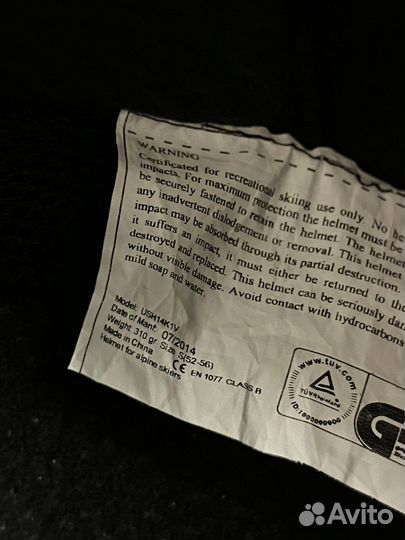 WARNING
Certificated for recreational skiing use only. No he
impacts. For maximum protection the helmet must be
be securely fastened to retain the helmet. The helmet
any inadvertent dislodgement or removal. This helmet
impact may be absorbed through its partial destruction.
it suffers an impact, it must either be returned to the
destroyed and replaced. This helmet can be seriously dam
without visible damage. Avoid contact with hydrocarbons
mild soap and water.
Model: USH14K1V
Date of Manf: 07/2014
Weight: 310 gr. Size S(52-56)
Made in China CE EN 1077 CLASS B
Helmet for alpine skiers
www.tuv.com
TÜVRheinland
ID:1000000000
G
Avito